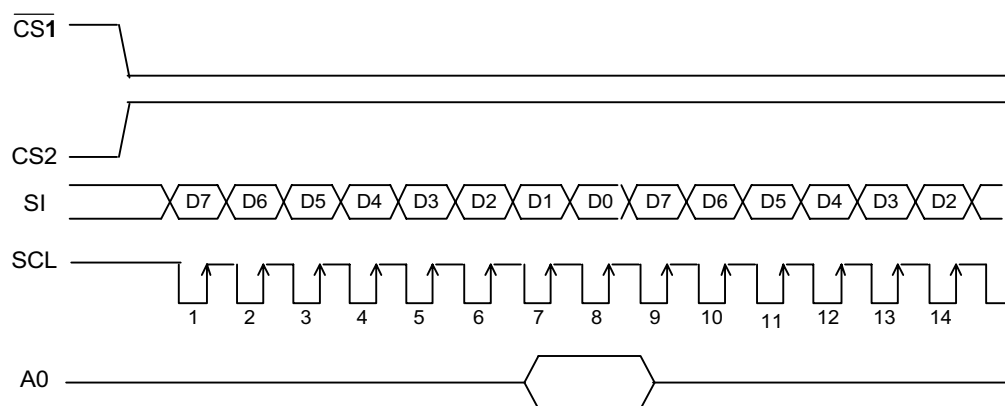 CS1
CS2
SI D7 D6 D5 D4 D3 D2 D1 D0 D7 D6 D5 D4 D3 D2
SCL
1 2 3 4 5 6 7 8 9 10 11 12 13 14
A0